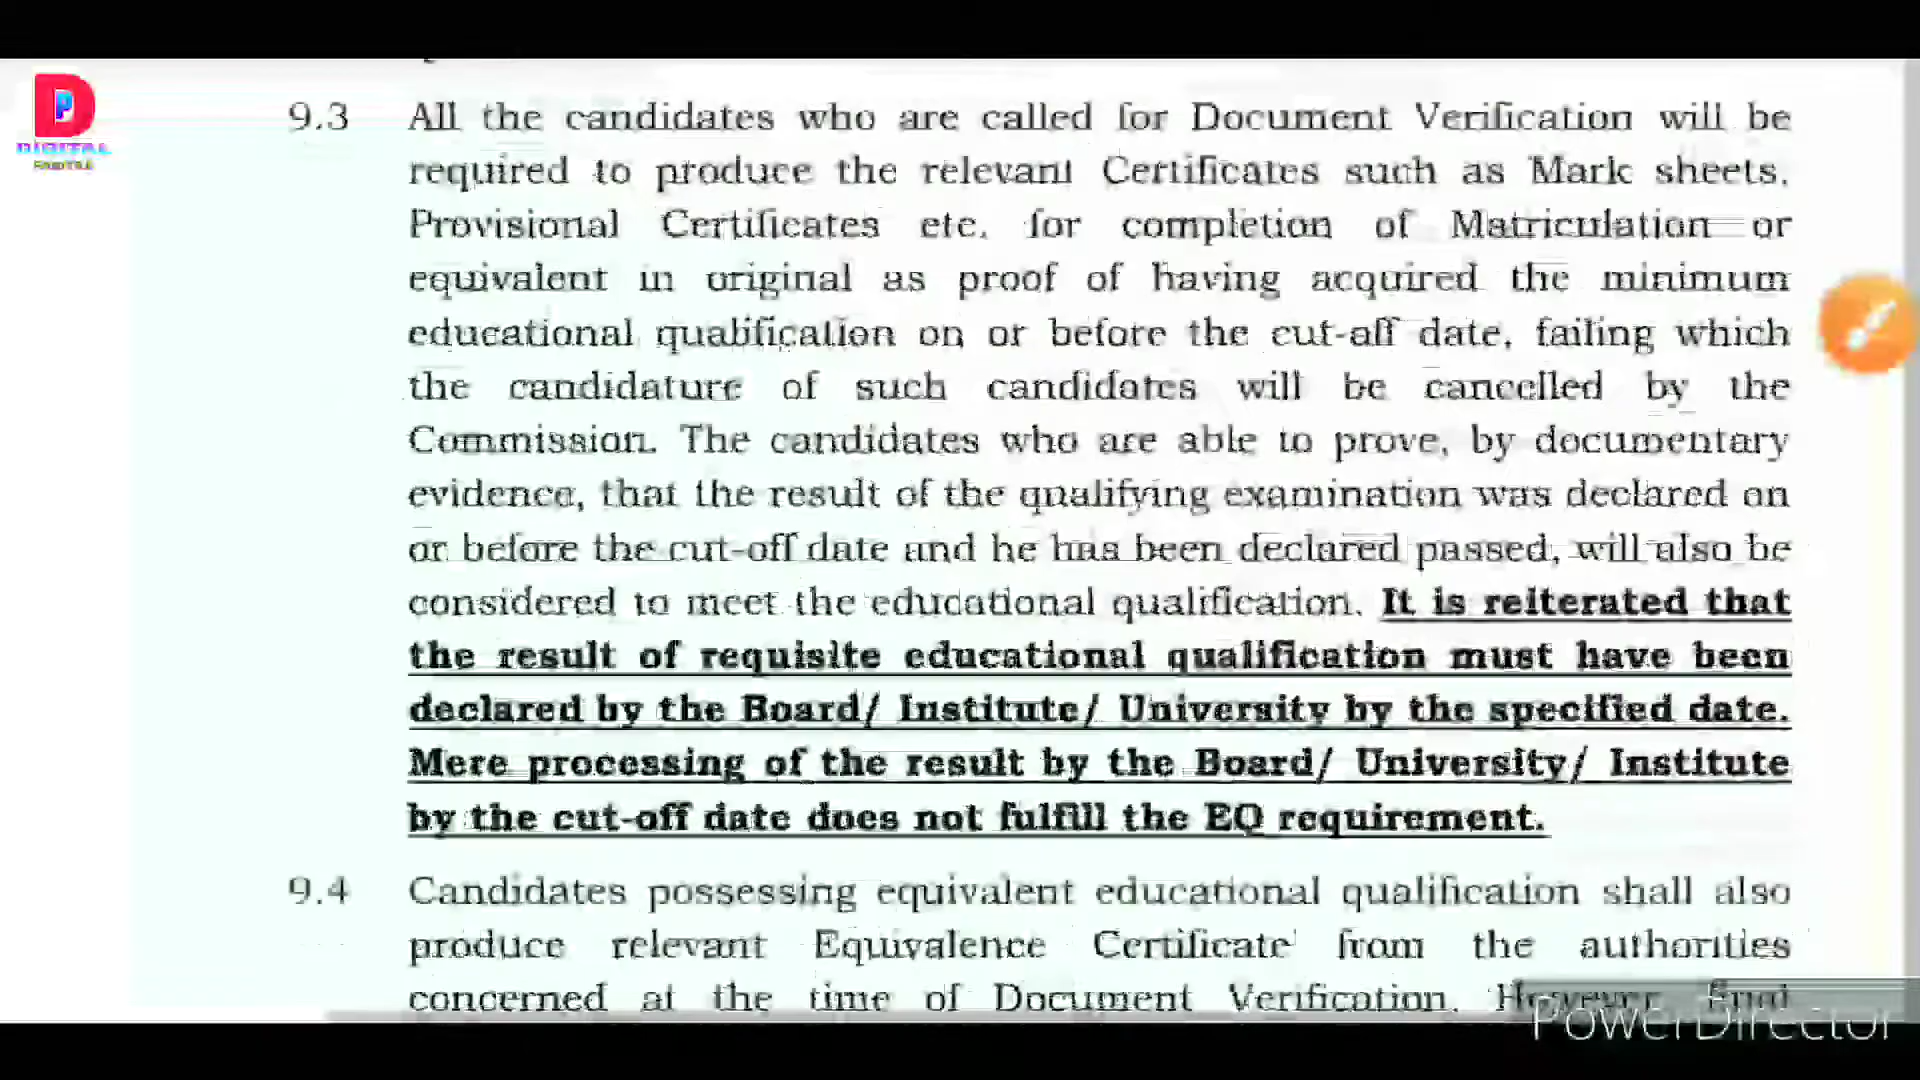 DIGITAL
9.3 All the candidates who are called for Document Verification will be
required to produce the relevant Certificates such as Mark sheets,
Provisional Certificates etc. for completion of Matriculation or
equivalent in original as proof of having acquired the minimum
educational qualification on or before the cut-off date, failing which
the candidature of such candidates will be cancelled by the
Commission. The candidates who are able to prove, by documentary
evidence, that the result of the qualifying examination was declared on
or before the cut-off date and he has been declared passed, will also be
considered to meet the educational qualification. It is reiterated that
the result of requisite educational qualification must have been
declared by the Board/ Institute/ University by the specified date.
Mere processing of the result by the Board/ University/ Institute
by the cut-off date does not fulfill the EQ requirement.
9.4 Candidates possessing equivalent educational qualification shall also
produce relevant Equivalence Certificate from the authorities
concerned at the time of Document Verification. However, final
PowerDirector